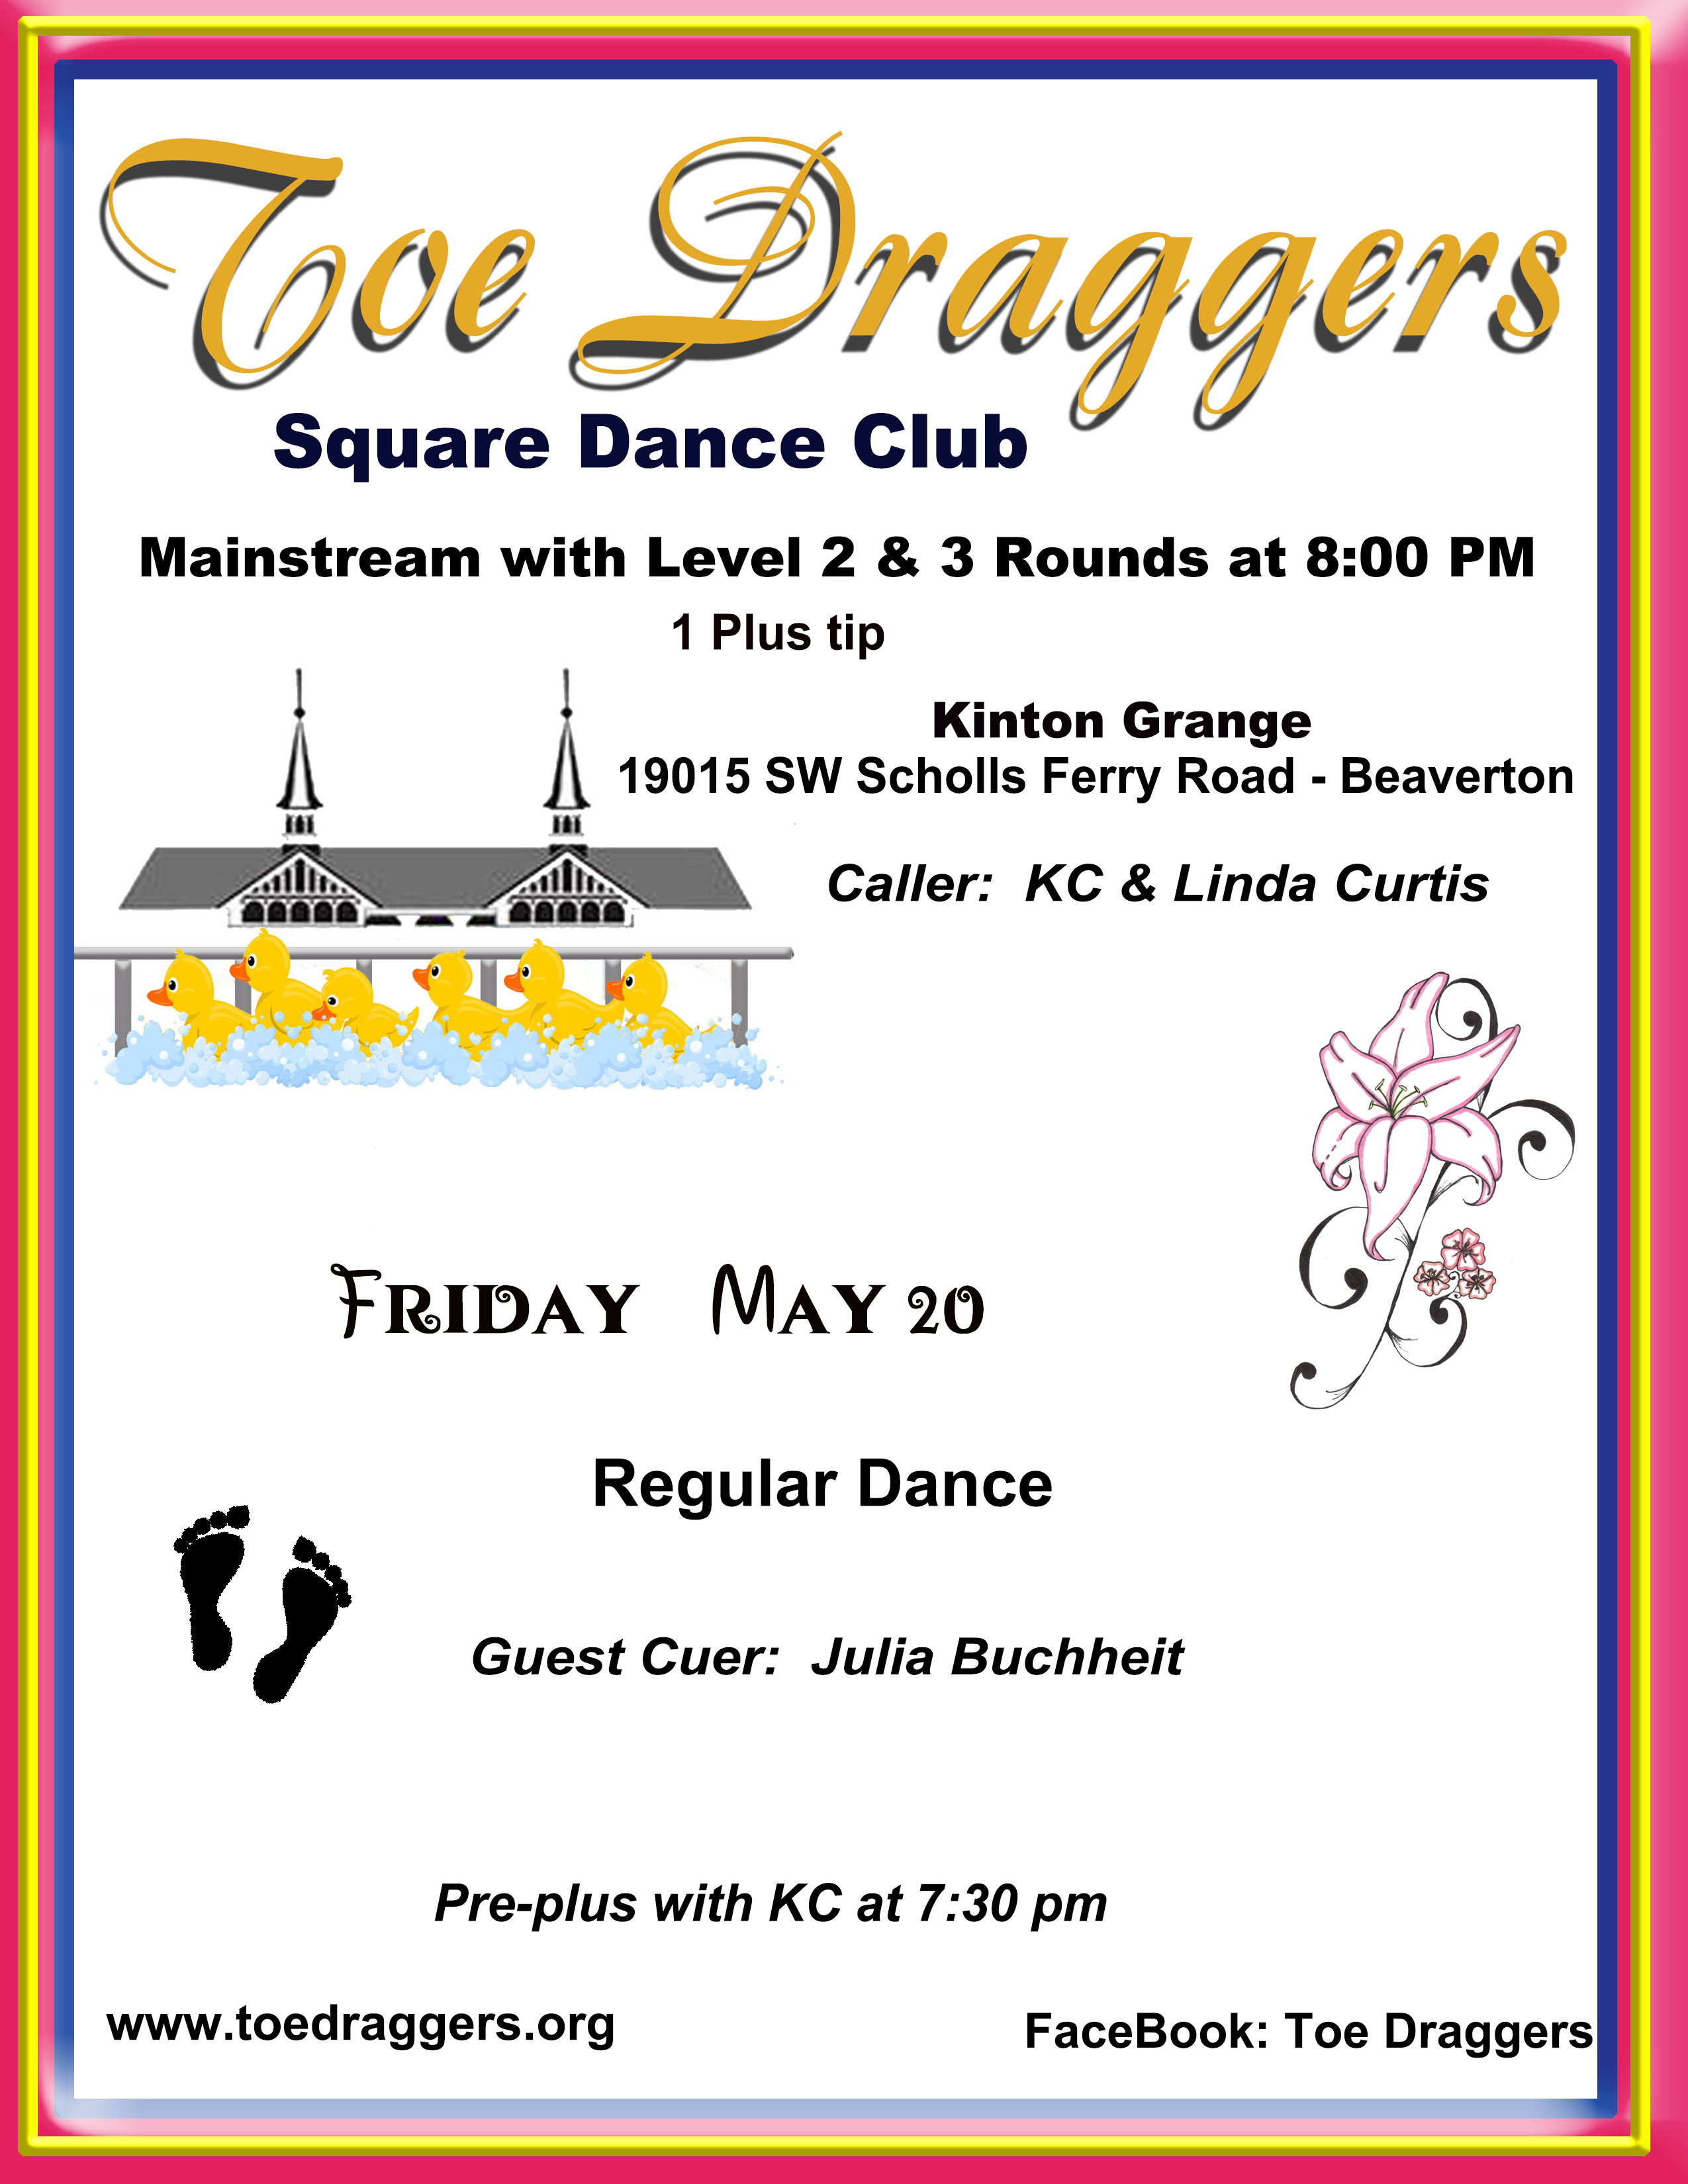 Toe Draggers
Square Dance Club
Mainstream with Level 2 & 3 Rounds at 8:00 PM
1 Plus tip
Kinton Grange
19015 SW Scholls Ferry Road - Beaverton
Caller:  KC & Linda Curtis
Friday   May 20
Regular Dance
Guest Cuer:  Julia Buchheit
Pre-plus with KC at 7:30 pm
www.toedraggers.org
FaceBook: Toe Draggers